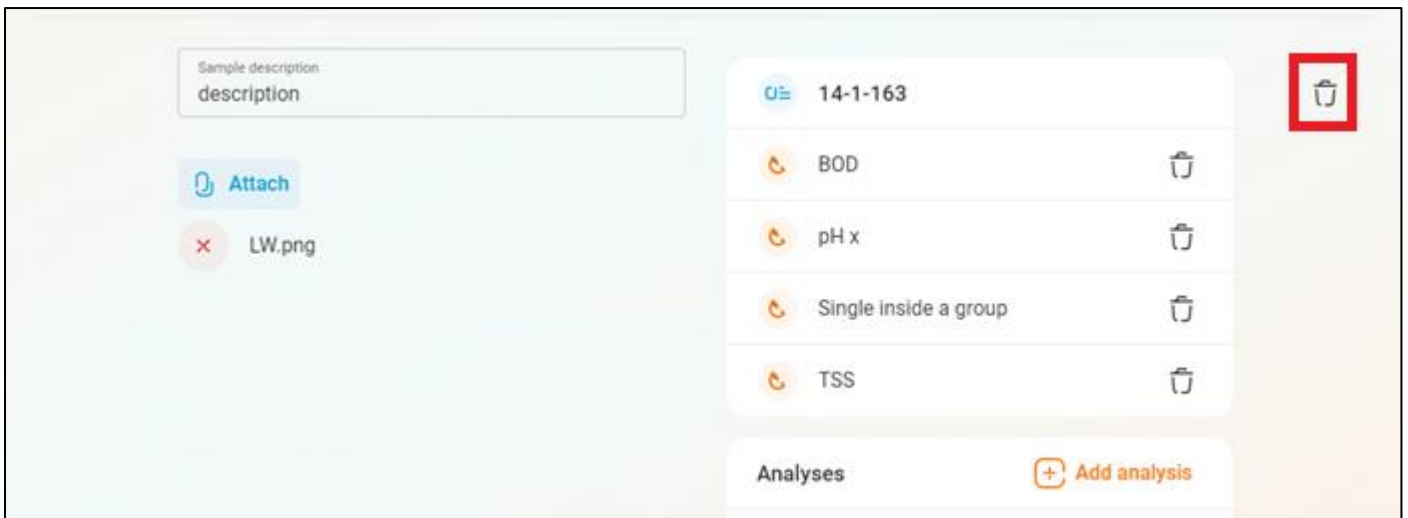 Sample description
description
Attach
LW.png
14-1-163
BOD
pH x
Single inside a group
TSS
Analyses
Add analysis